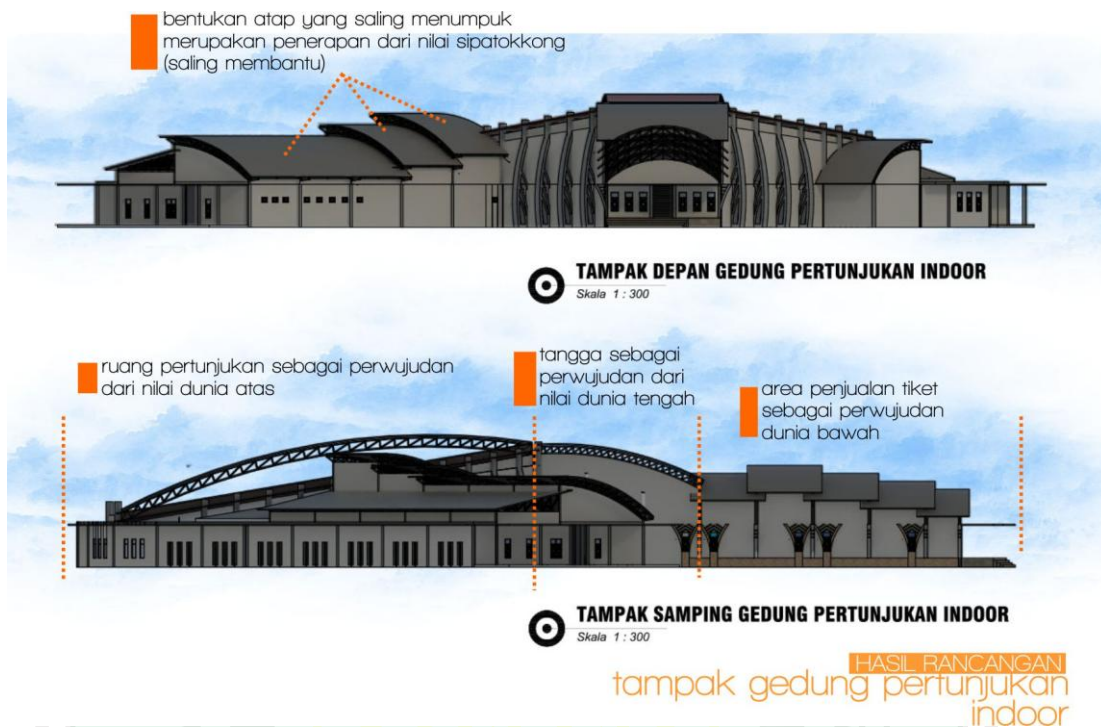 bentukan atap yang saling menumpuk
merupakan penerapan dari nilai sipatokkong
(saling membantu)
TAMPAK DEPAN GEDUNG PERTUNJUKAN INDOOR
Skala 1 : 300
ruang pertunjukan sebagai perwujudan
dari nilai dunia atas
tangga sebagai
perwujudan dari
nilai dunia tengah
area penjualan tiket
sebagai perwujudan
dunia bawah
TAMPAK SAMPING GEDUNG PERTUNJUKAN INDOOR
Skala 1 : 300
HASIL RANCANGAN
tampak gedung pertunjukan
indoor